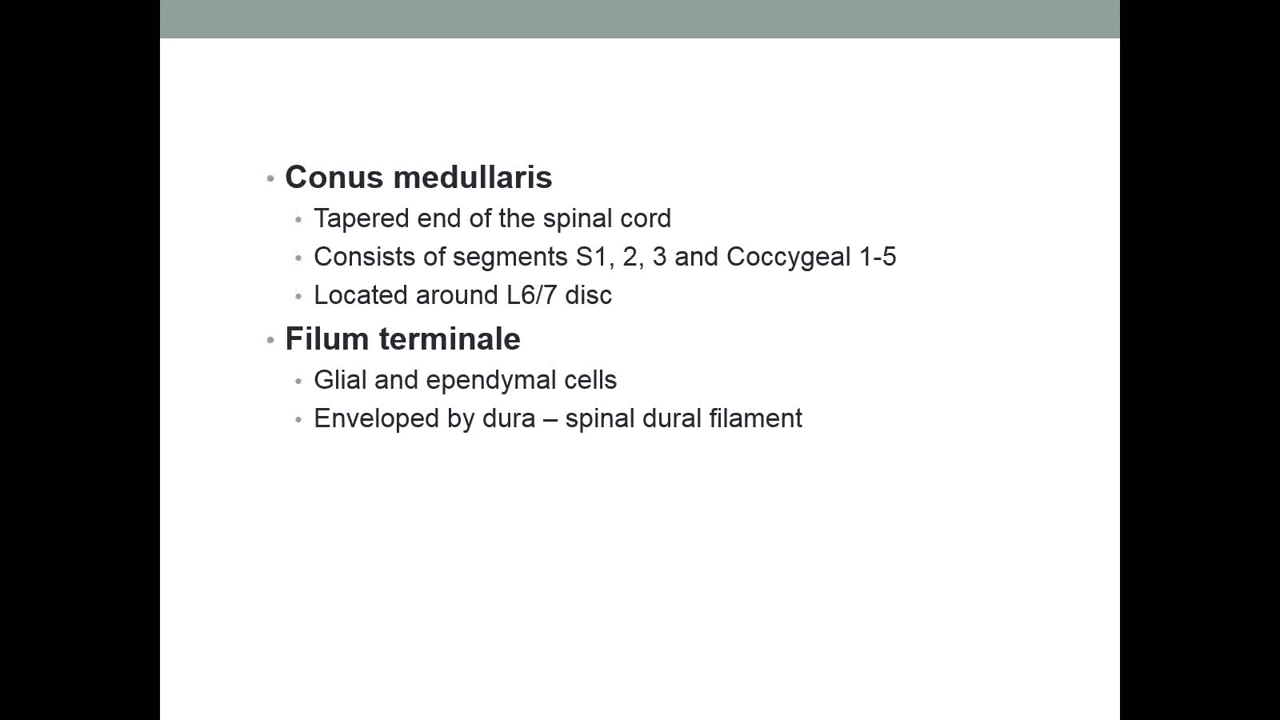 • Conus medullaris
• Tapered end of the spinal cord
• Consists of segments S1, 2, 3 and Coccygeal 1-5
• Located around L6/7 disc
• Filum terminale
• Glial and ependymal cells
• Enveloped by dura – spinal dural filament